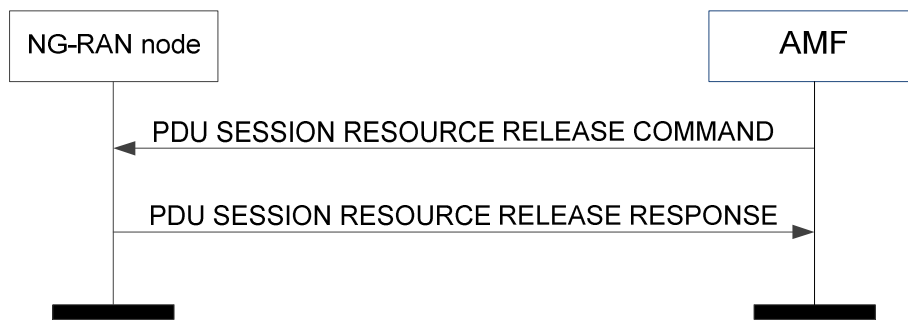 NG-RAN node
AMF
PDU SESSION RESOURCE RELEASE COMMAND
PDU SESSION RESOURCE RELEASE RESPONSE